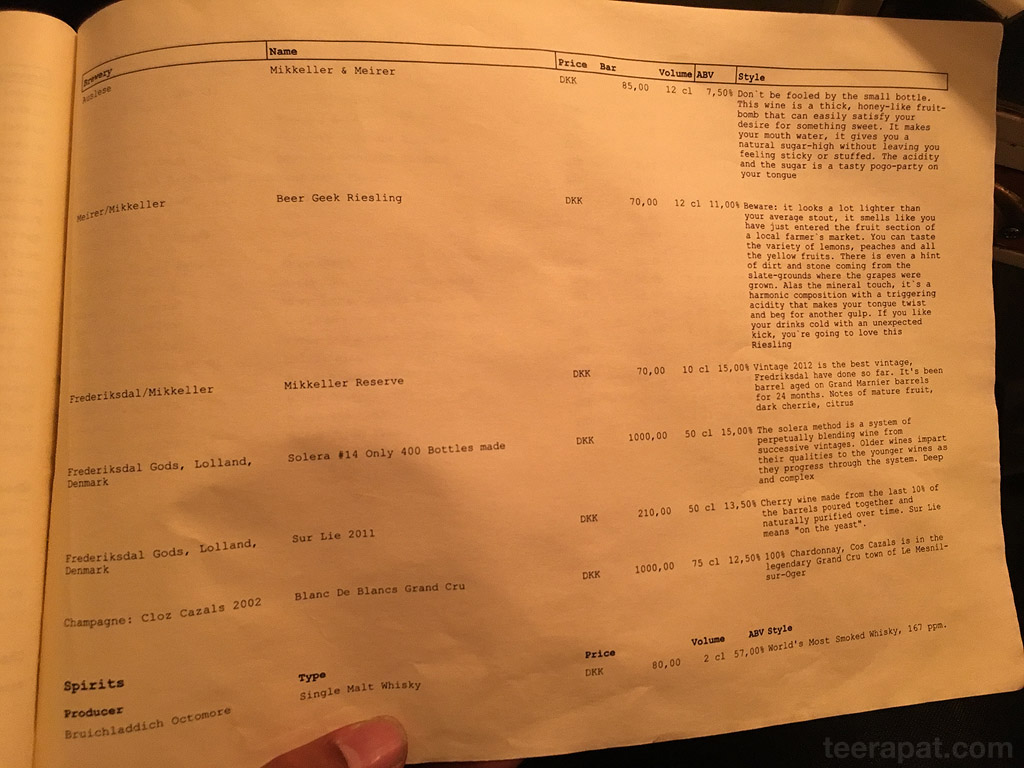 Brewery Name Price Bar Volume ABV Style
Auslese Mikkeller & Meirer DKK 85,00 12 cl 7,50% Don't be fooled by the small bottle.
This wine is a thick, honey-like fruit-
bomb that can easily satisfy your
desire for something sweet. It makes
your mouth water, it gives you a
natural sugar-high without leaving you
feeling sticky or stuffed. The acidity
and the sugar is a tasty pogo-party on
your tongue
Meirer/Mikkeller Beer Geek Riesling DKK 70,00 12 cl 11,00% Beware: it looks a lot lighter than
your average stout, it smells like you
have just entered the fruit section of
a local farmer's market. You can taste
the variety of lemons, peaches and all
the yellow fruits. There is even a hint
of dirt and stone coming from the
slate-grounds where the grapes were
grown. Alas the mineral touch, it's a
harmonic composition with a triggering
acidity that makes your tongue twist
and beg for another gulp. If you like
your drinks cold with an unexpected
kick, you're going to love this
Riesling
Frederiksdal/Mikkeller Mikkeller Reserve DKK 70,00 10 cl 15,00% Vintage 2012 is the best vintage,
Fredriksdal have done so far. It's been
barrel aged on Grand Marnier barrels
for 24 months. Notes of mature fruit,
dark cherrie, citrus
Frederiksdal Gods, Lolland, Solera #14 Only 400 Bottles made DKK 1000,00 50 cl 15,00% The solera method is a system of
Denmark perpetually blending wine from
successive vintages. Older wines impart
their qualities to the younger wines as
they progress through the system. Deep
and complex
Frederiksdal Gods, Lolland, Sur Lie 2011 DKK 210,00 50 cl 13,50% Cherry wine made from the last 10% of
Denmark the barrels poured together and
naturally purified over time. Sur Lie
means "on the yeast".
Champagne: Cloz Cazals 2002 Blanc De Blancs Grand Cru DKK 1000,00 75 cl 12,50% 100% Chardonnay, Cos Cazals is in the
legendary Grand Cru town of Le Mesnil-
sur-Oger
Spirits
Producer Type Price Volume ABV Style
Bruichladdich Octomore Single Malt Whisky DKK 80,00 2 cl 57,00% World's Most Smoked Whisky, 167 ppm.
teerapat.com